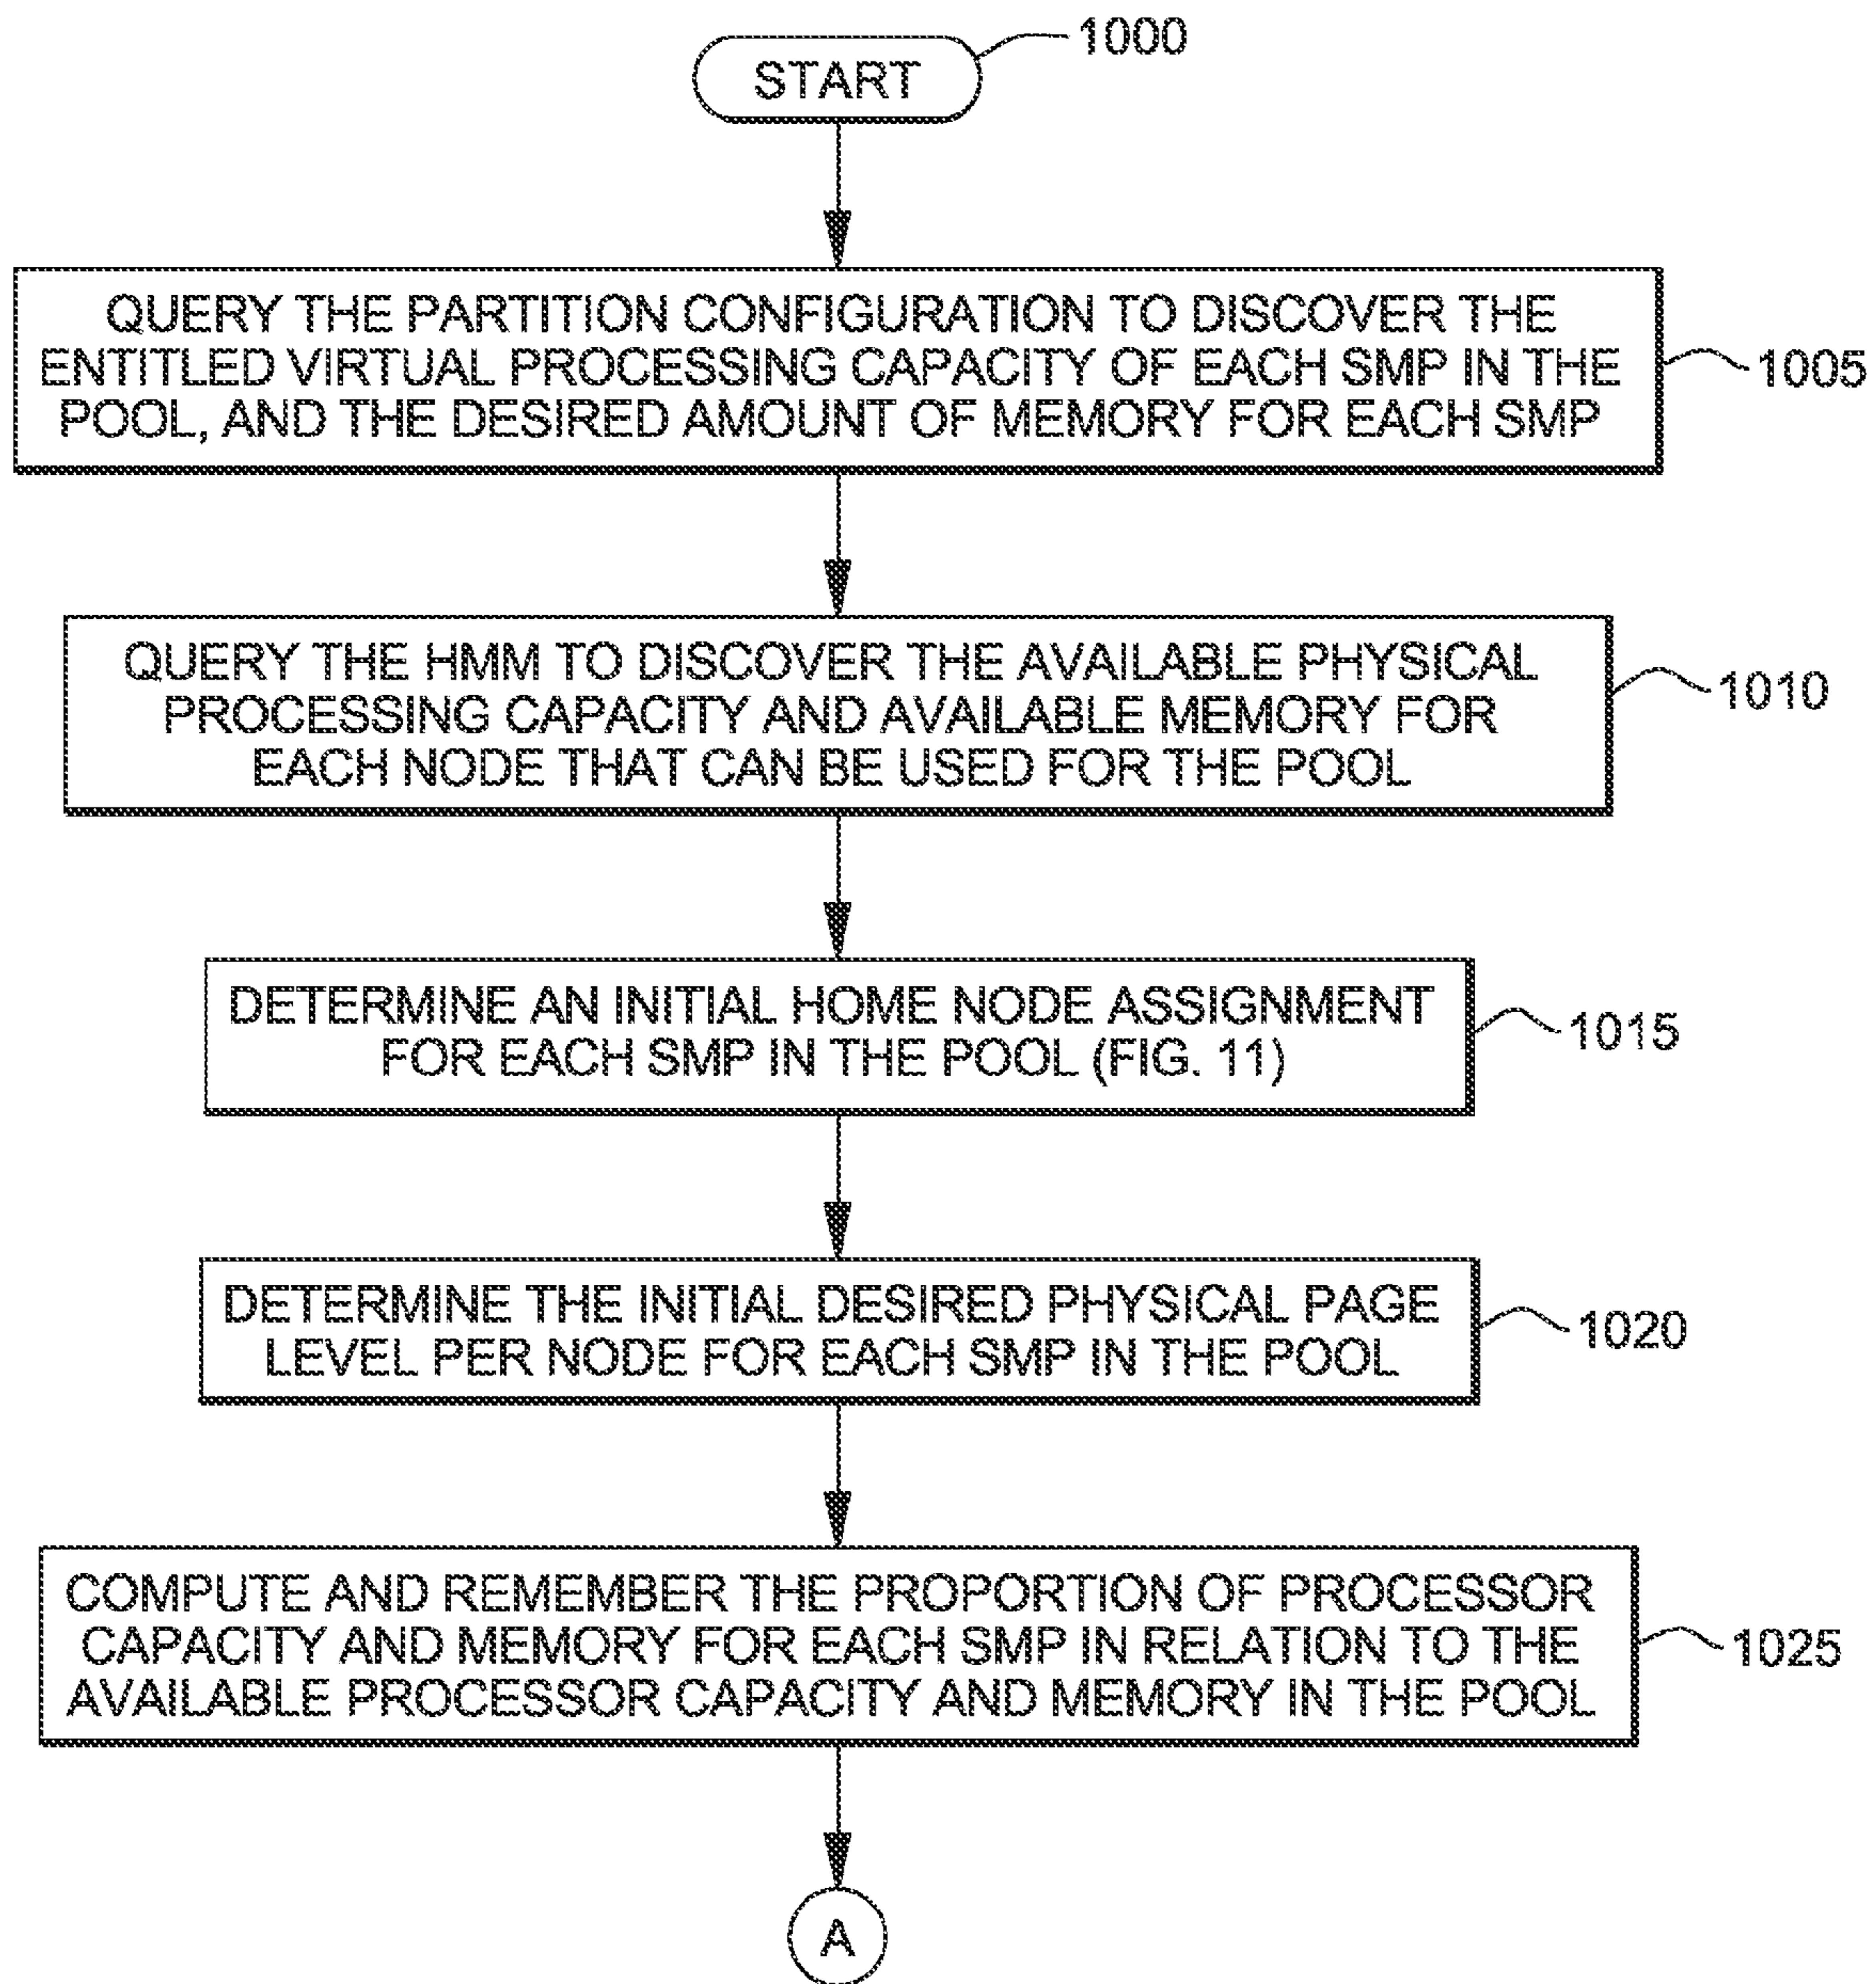 START
1000
QUERY THE PARTITION CONFIGURATION TO DISCOVER THE
ENTITLED VIRTUAL PROCESSING CAPACITY OF EACH SMP IN THE
POOL, AND THE DESIRED AMOUNT OF MEMORY FOR EACH SMP
1005
QUERY THE HMM TO DISCOVER THE AVAILABLE PHYSICAL
PROCESSING CAPACITY AND AVAILABLE MEMORY FOR
EACH NODE THAT CAN BE USED FOR THE POOL
1010
DETERMINE AN INITIAL HOME NODE ASSIGNMENT
FOR EACH SMP IN THE POOL (FIG. 11)
1015
DETERMINE THE INITIAL DESIRED PHYSICAL PAGE
LEVEL PER NODE FOR EACH SMP IN THE POOL
1020
COMPUTE AND REMEMBER THE PROPORTION OF PROCESSOR
CAPACITY AND MEMORY FOR EACH SMP IN RELATION TO THE
AVAILABLE PROCESSOR CAPACITY AND MEMORY IN THE POOL
1025
A